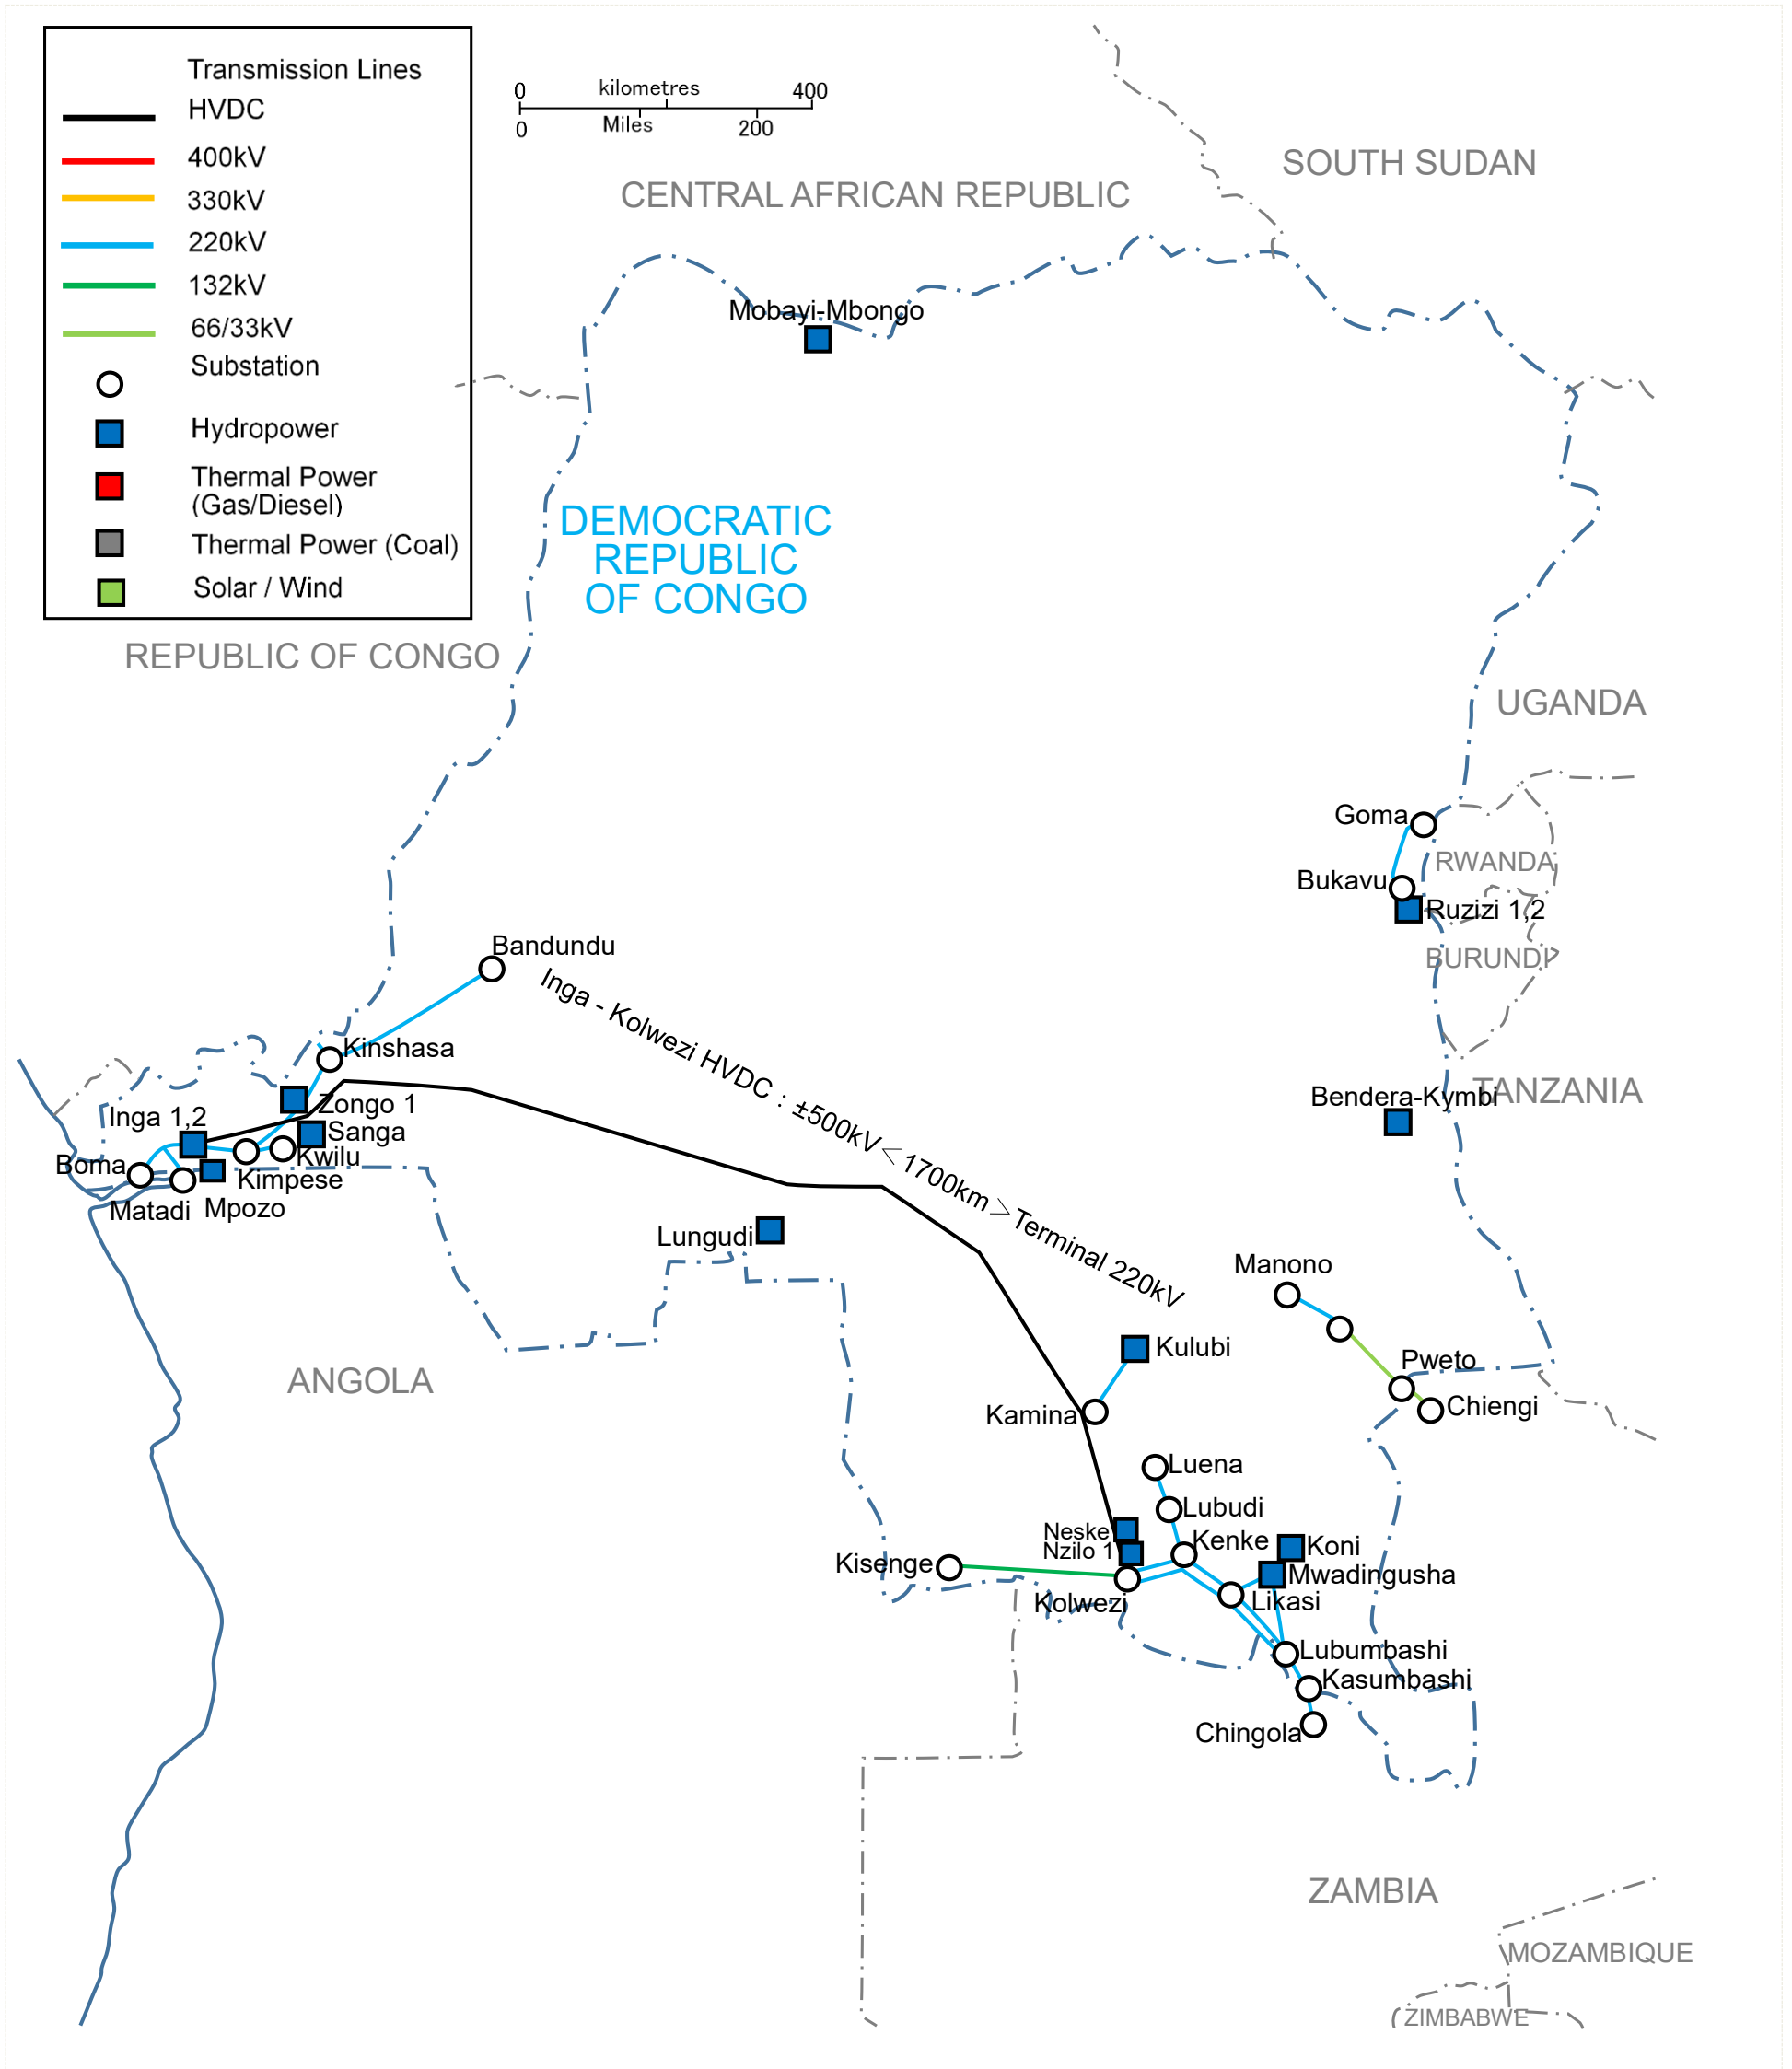 Transmission Lines
HVDC
400kV
330kV
220kV
132kV
66/33kV
Substation
Hydropower
Thermal Power
(Gas/Diesel)
Thermal Power (Coal)
Solar / Wind
0 kilometres 400
0 Miles 200
SOUTH SUDAN
CENTRAL AFRICAN REPUBLIC
Mobayi-Mbongo
DEMOCRATIC
REPUBLIC
OF CONGO
REPUBLIC OF CONGO
UGANDA
Goma
RWANDA
Bukavu
Ruzizi 1,2
BURUNDI
Bandundu
Inga - Kolwezi HVDC : ±500kV<1700km>Terminal 220kV
Kinshasa
TANZANIA
Bendera-Kymbi
Zongo 1
Inga 1,2
Sanga
Kwilu
Boma
Kimpese
Matadi
Mpozo
Lungudi
Manono
Kulubi
Pweto
ANGOLA
Kamina
Chiengi
Luena
Lubudi
Neske
Kenke
Koni
Nzilo 1
Kisenge
Mwadingusha
Kolwezi
Likasi
Lubumbashi
Kasumbashi
Chingola
ZAMBIA
MOZAMBIQUE
ZIMBABWE